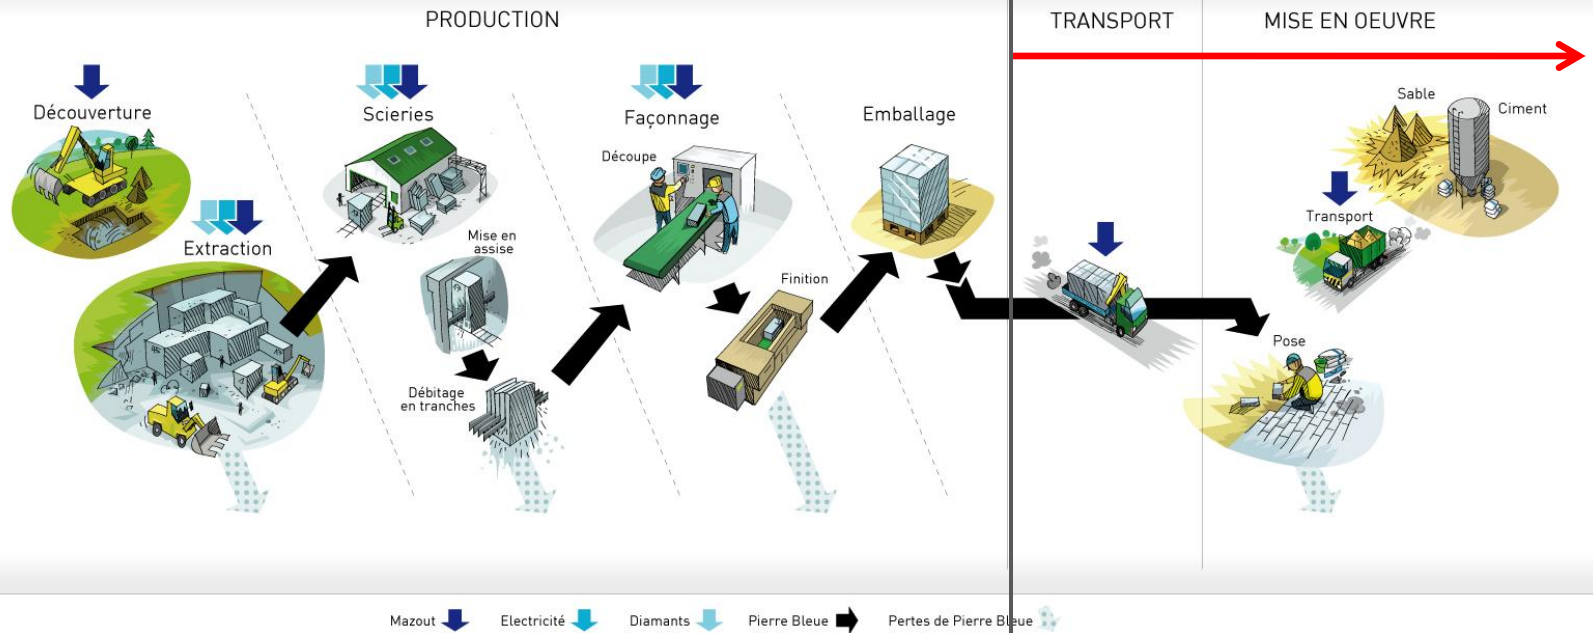 PRODUCTION
TRANSPORT
MISE EN OEUVRE
Découverture
Extraction
Scieries
Mise en
assise
Débitage
en tranches
Façonnage
Découpe
Finition
Emballage
Sable
Ciment
Transport
Pose
Mazout
Electricité
Diamants
Pierre Bleue
Pertes de Pierre Bleue